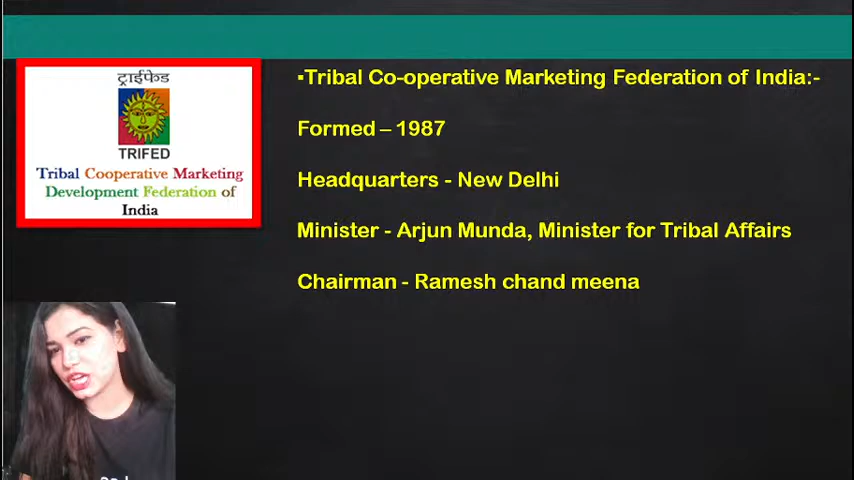 ट्राईफेड
TRIFED
Tribal Cooperative Marketing
Development Federation of
India
▪Tribal Co-operative Marketing Federation of India:-
Formed – 1987
Headquarters - New Delhi
Minister - Arjun Munda, Minister for Tribal Affairs
Chairman - Ramesh chand meena